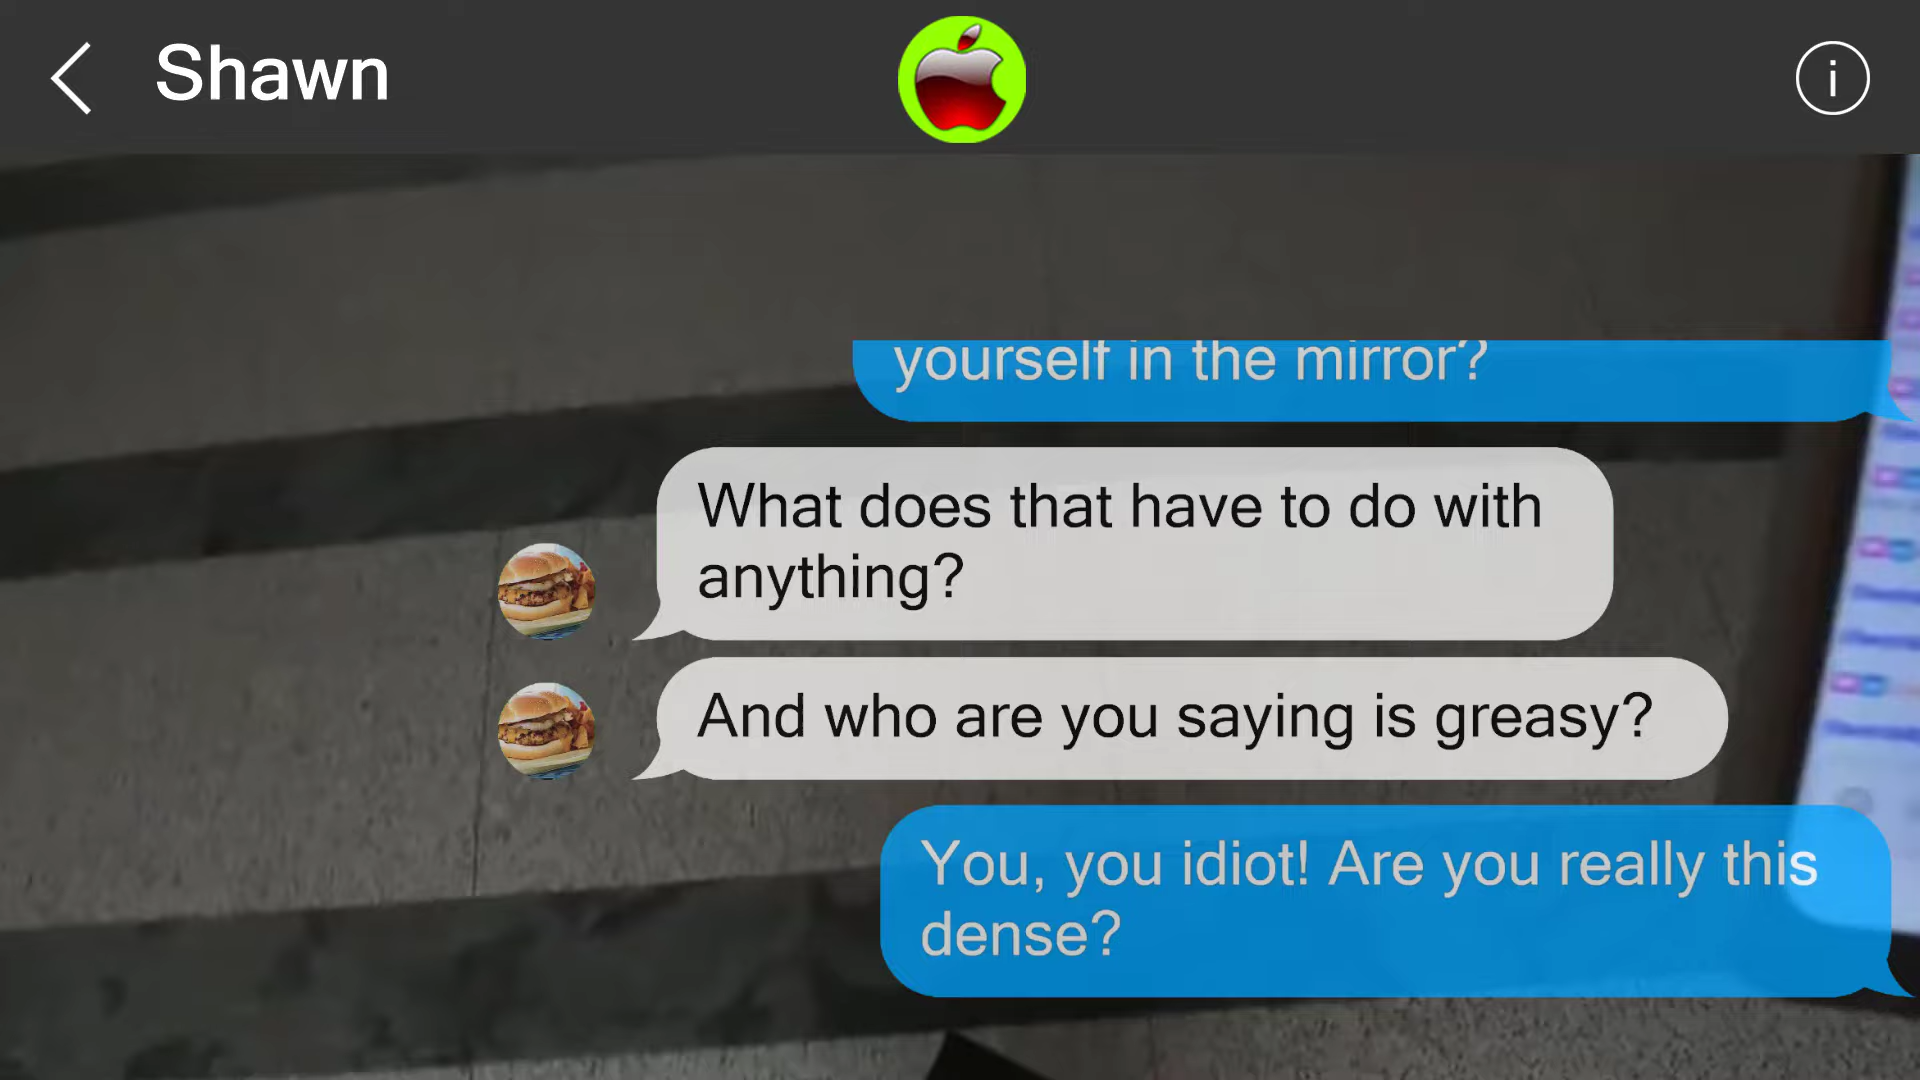 Shawn
yourself in the mirror?
What does that have to do with
anything?
And who are you saying is greasy?
You, you idiot! Are you really this
dense?